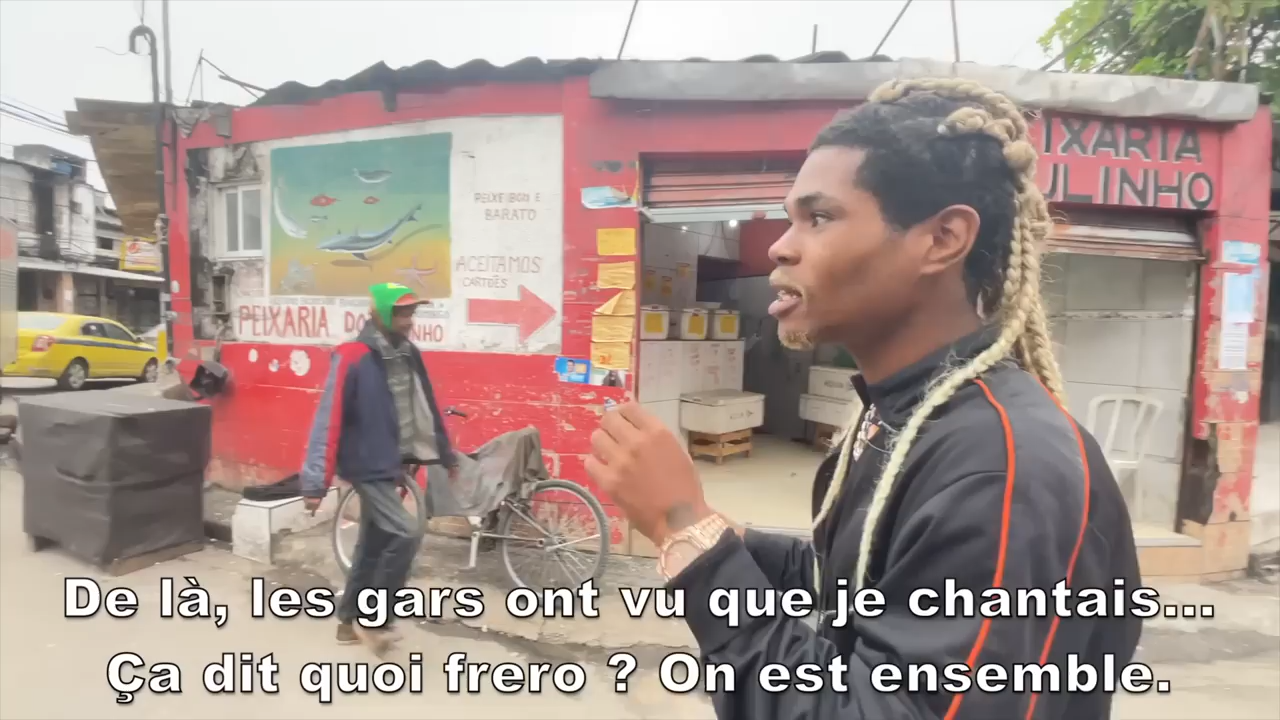 PEIXE BOM E
BARATO
ACEITAMOS
CARTÕES
PEIXARIA DO
NHO
IXARIA
ULINHO
De là, les gars ont vu que je chantais...
Ça dit quoi frero ? On est ensemble.